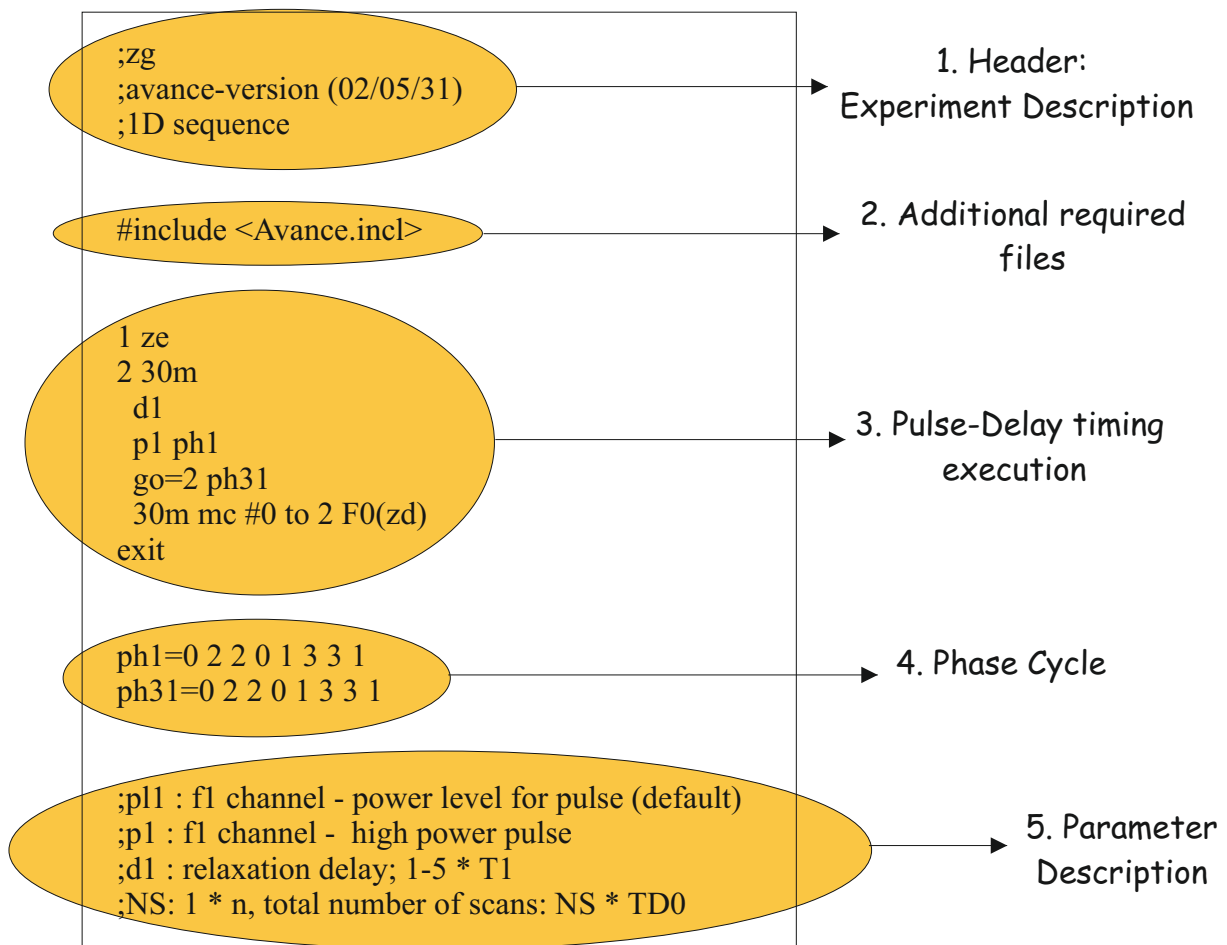 ;zg
;avance-version (02/05/31)
;1D sequence
1. Header:
Experiment Description
#include <Avance.incl>
2. Additional required
files
1 ze
2 30m
d1
p1 ph1
go=2 ph31
30m mc #0 to 2 F0(zd)
exit
3. Pulse-Delay timing
execution
ph1=0 2 2 0 1 3 3 1
ph31=0 2 2 0 1 3 3 1
4. Phase Cycle
;pl1 : f1 channel - power level for pulse (default)
;p1 : f1 channel -  high power pulse
;d1 : relaxation delay; 1-5 * T1
;NS: 1 * n, total number of scans: NS * TD0
5. Parameter
Description